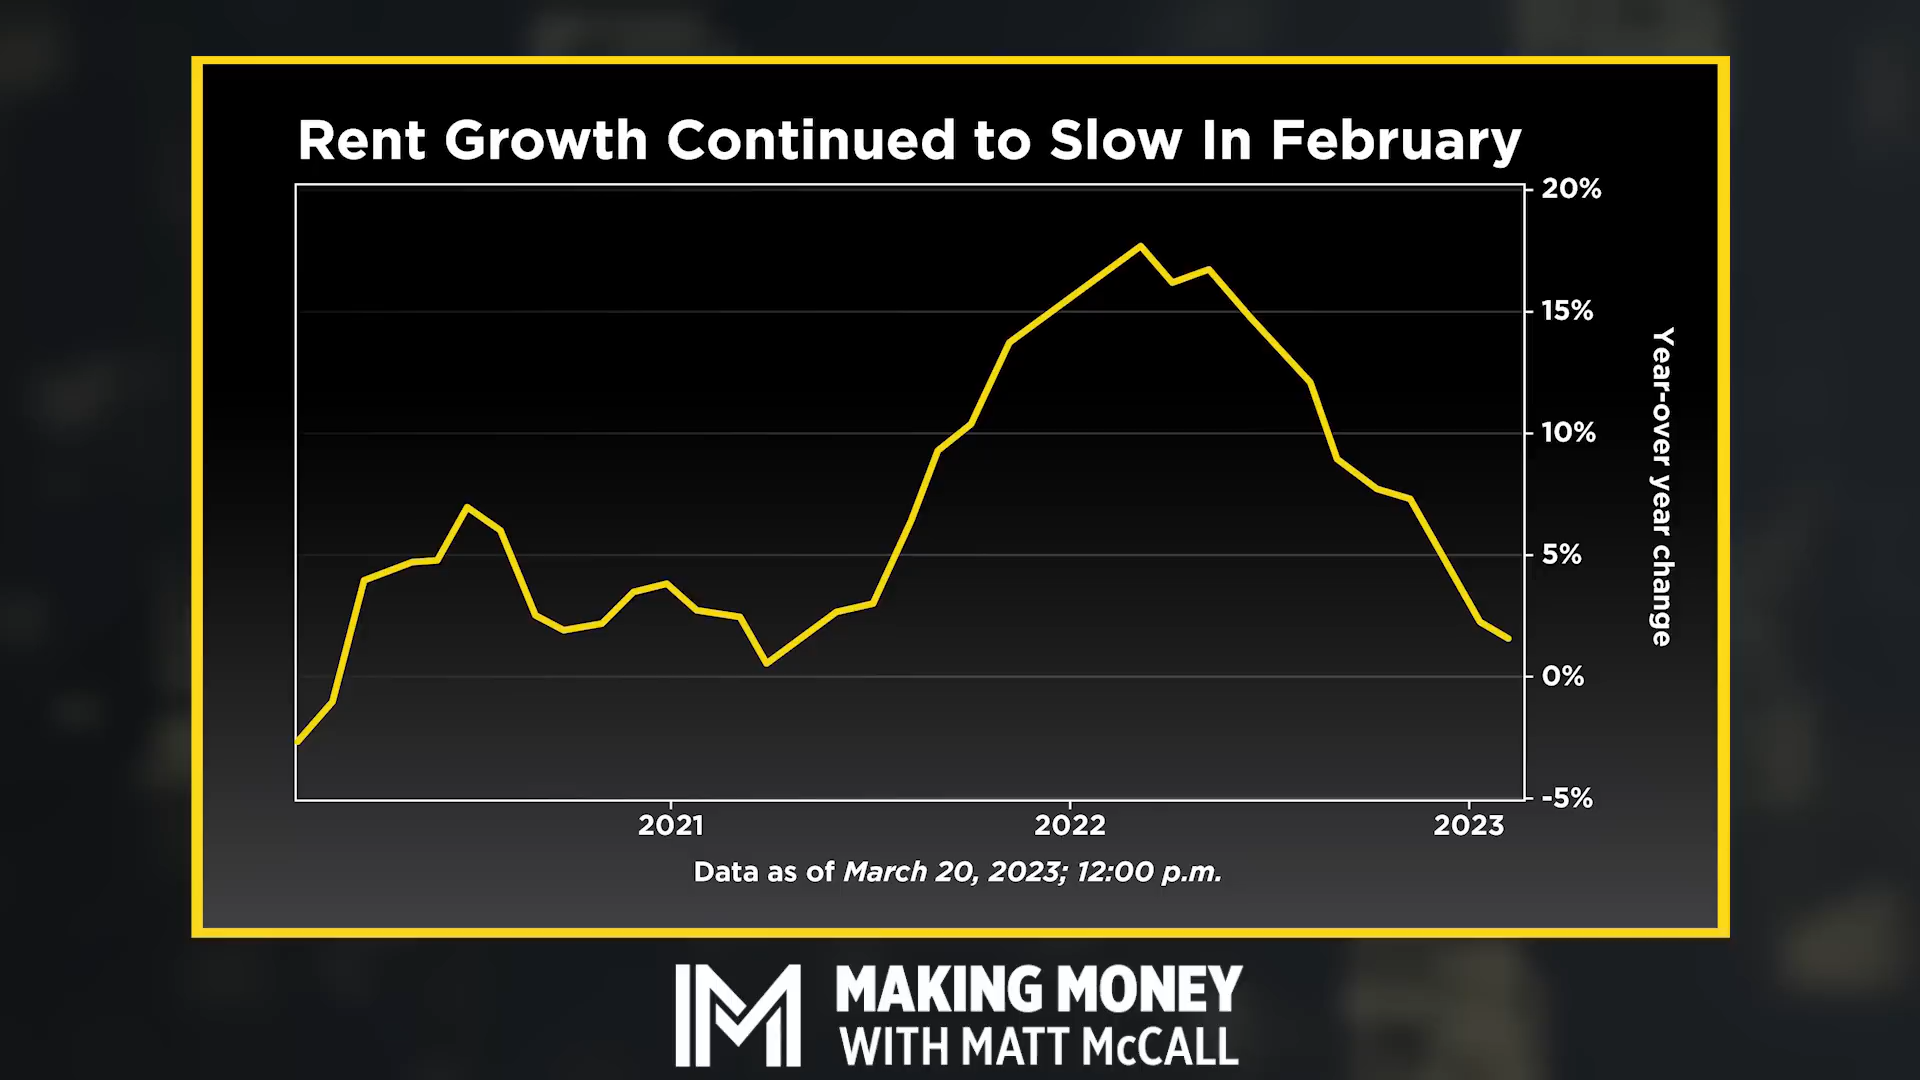 Rent Growth Continued to Slow In February
20%
15%
10%
5%
0%
-5%
Year-over year change
2021
2022
2023
Data as of March 20, 2023; 12:00 p.m.
MAKING MONEY
WITH MATT McCALL